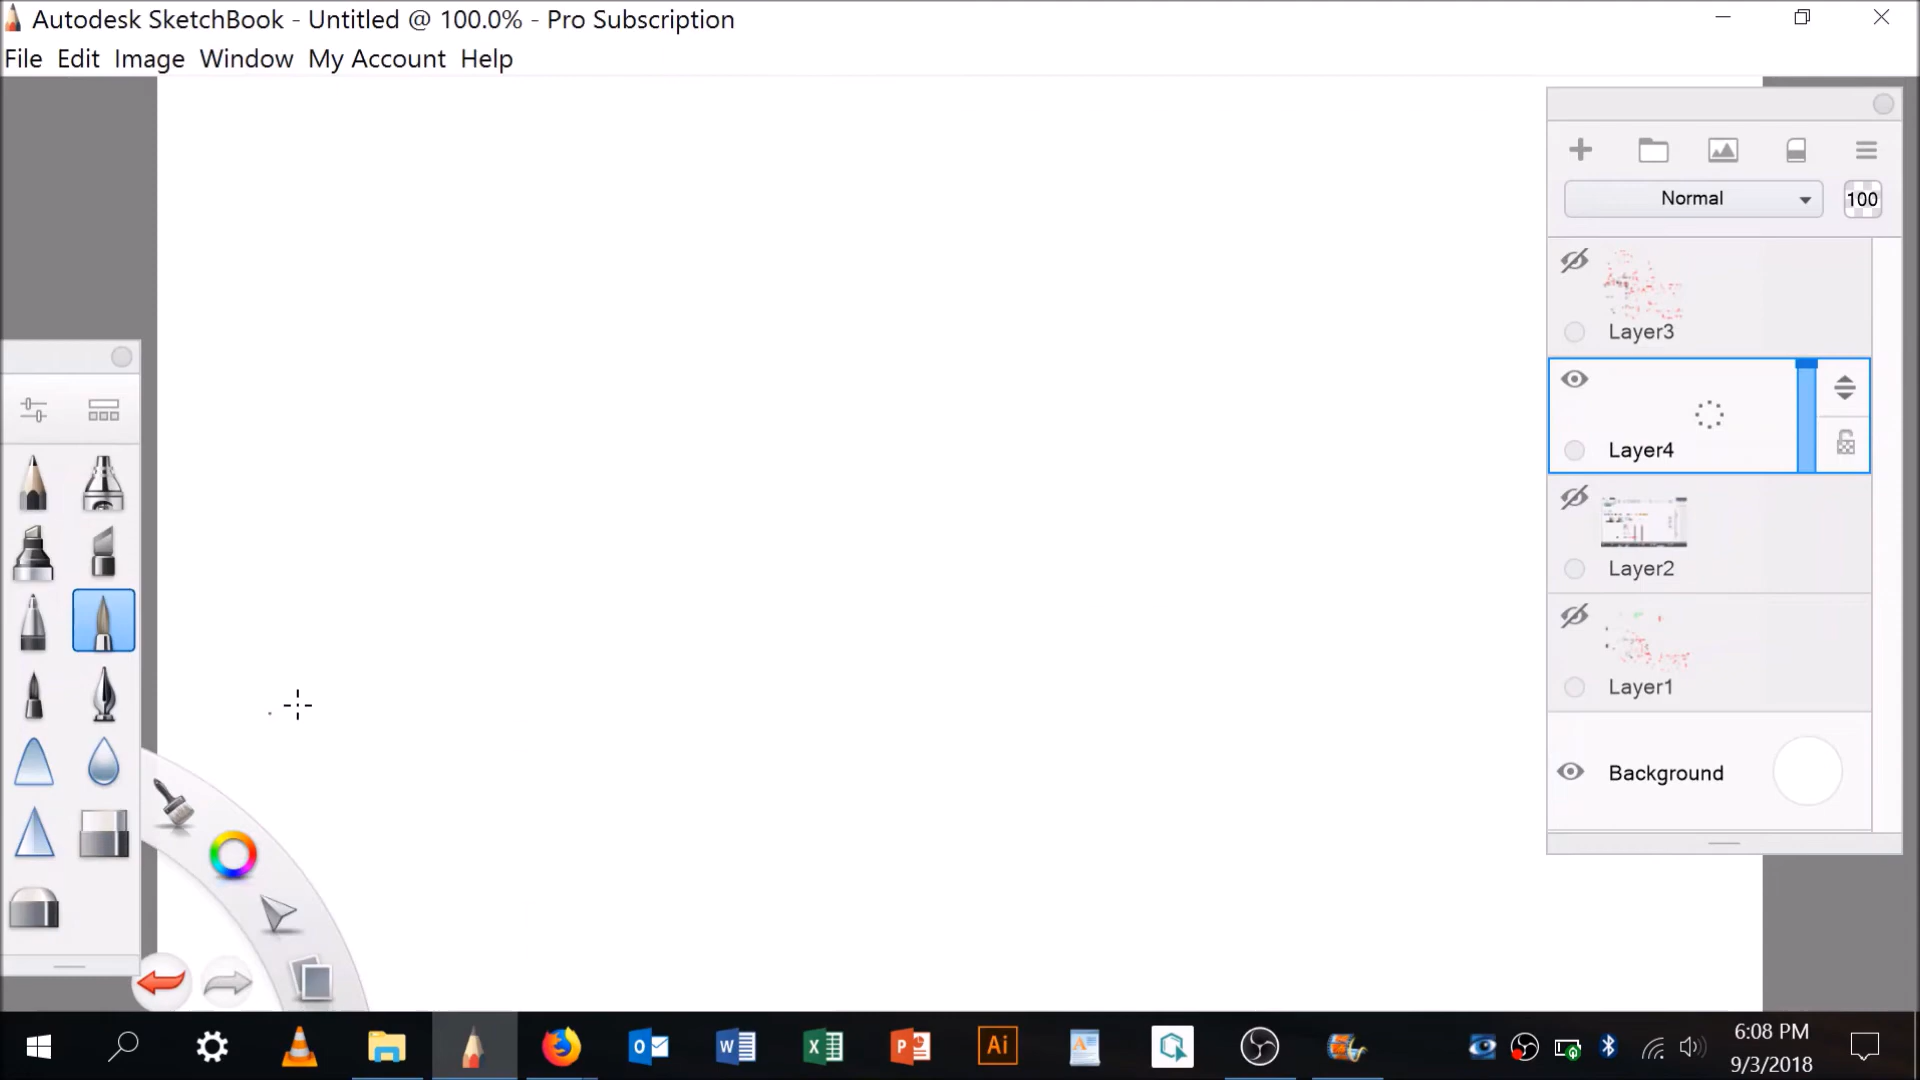 Autodesk SketchBook - Untitled @ 100.0% - Pro Subscription
File Edit Image Window My Account Help
Normal
100
Layer3
Layer4
Layer2
Layer1
Background
Ai
6:08 PM
9/3/2018